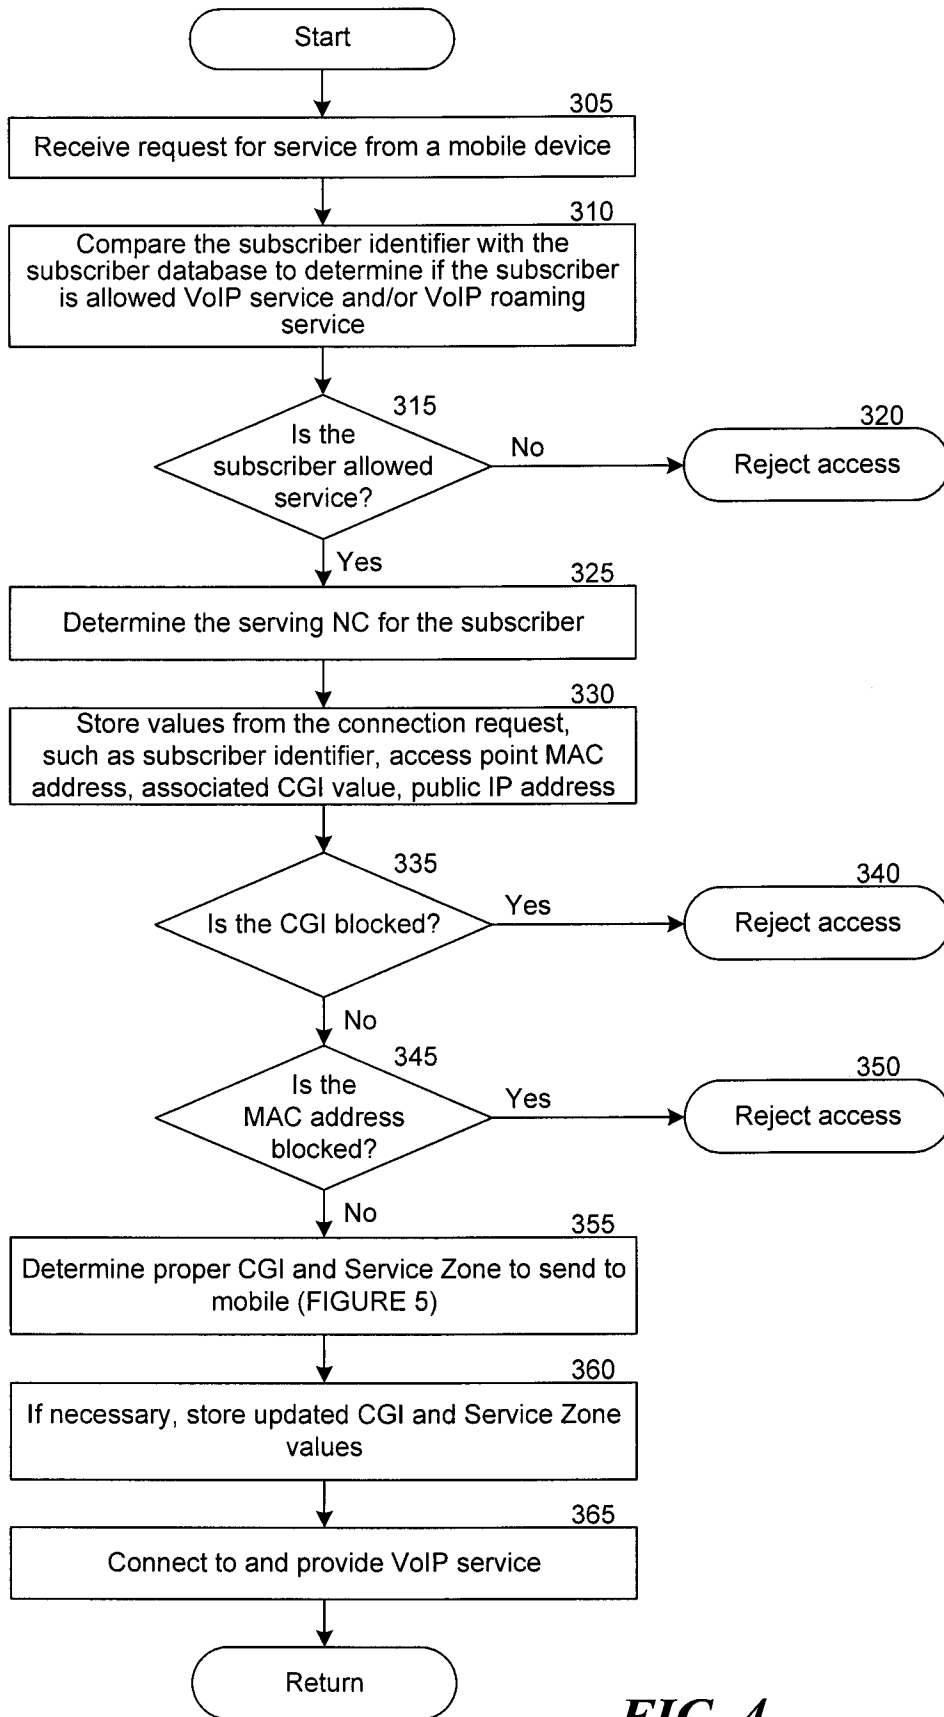 Start
305
Receive request for service from a mobile device
310
Compare the subscriber identifier with the
subscriber database to determine if the subscriber
is allowed VoIP service and/or VoIP roaming
service
315
Is the
subscriber allowed
service?
No
320
Reject access
Yes
325
Determine the serving NC for the subscriber
330
Store values from the connection request,
such as subscriber identifier, access point MAC
address, associated CGI value, public IP address
335
Is the CGI blocked?
Yes
340
Reject access
No
345
Is the
MAC address
blocked?
Yes
350
Reject access
No
355
Determine proper CGI and Service Zone to send to
mobile (FIGURE 5)
360
If necessary, store updated CGI and Service Zone
values
365
Connect to and provide VoIP service
Return
FIG. 4